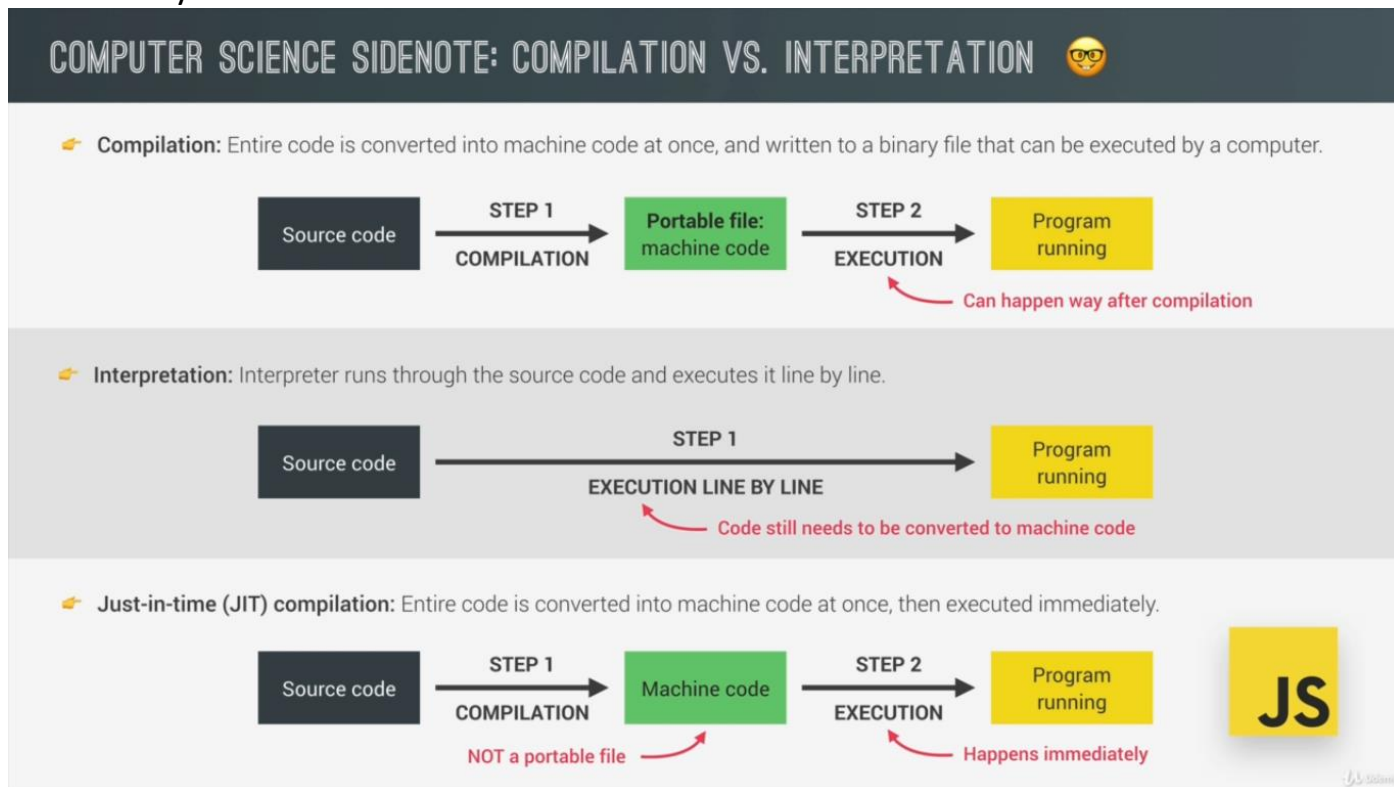 COMPUTER SCIENCE SIDENOTE: COMPILATION VS. INTERPRETATION 🤓
👉 Compilation: Entire code is converted into machine code at once, and written to a binary file that can be executed by a computer.
Source code
STEP 1
COMPILATION
Portable file:
machine code
STEP 2
EXECUTION
Program
running
Can happen way after compilation
👉 Interpretation: Interpreter runs through the source code and executes it line by line.
Source code
STEP 1
EXECUTION LINE BY LINE
Program
running
Code still needs to be converted to machine code
👉 Just-in-time (JIT) compilation: Entire code is converted into machine code at once, then executed immediately.
Source code
STEP 1
COMPILATION
Machine code
STEP 2
EXECUTION
Program
running
NOT a portable file
Happens immediately
JS